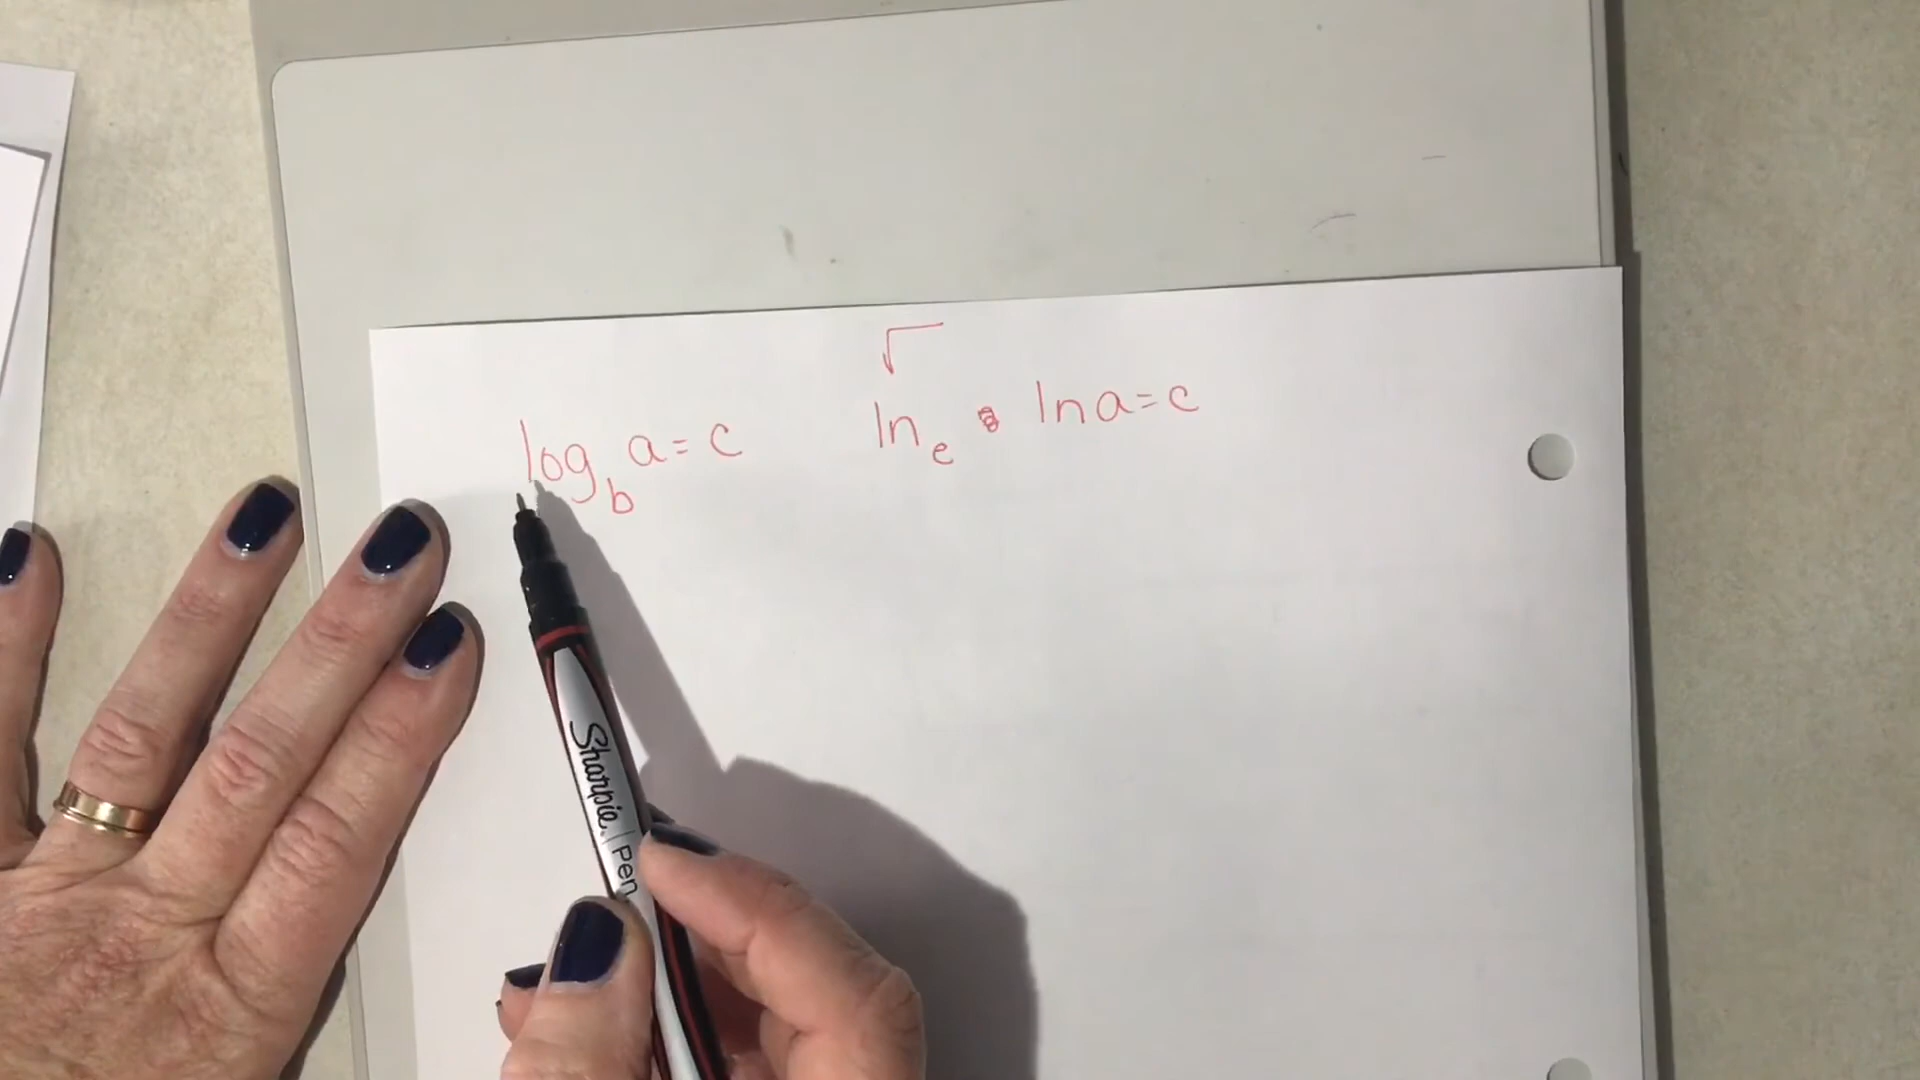 √
log_b a = c
ln_e ln a = c
Sharpie. | Pen